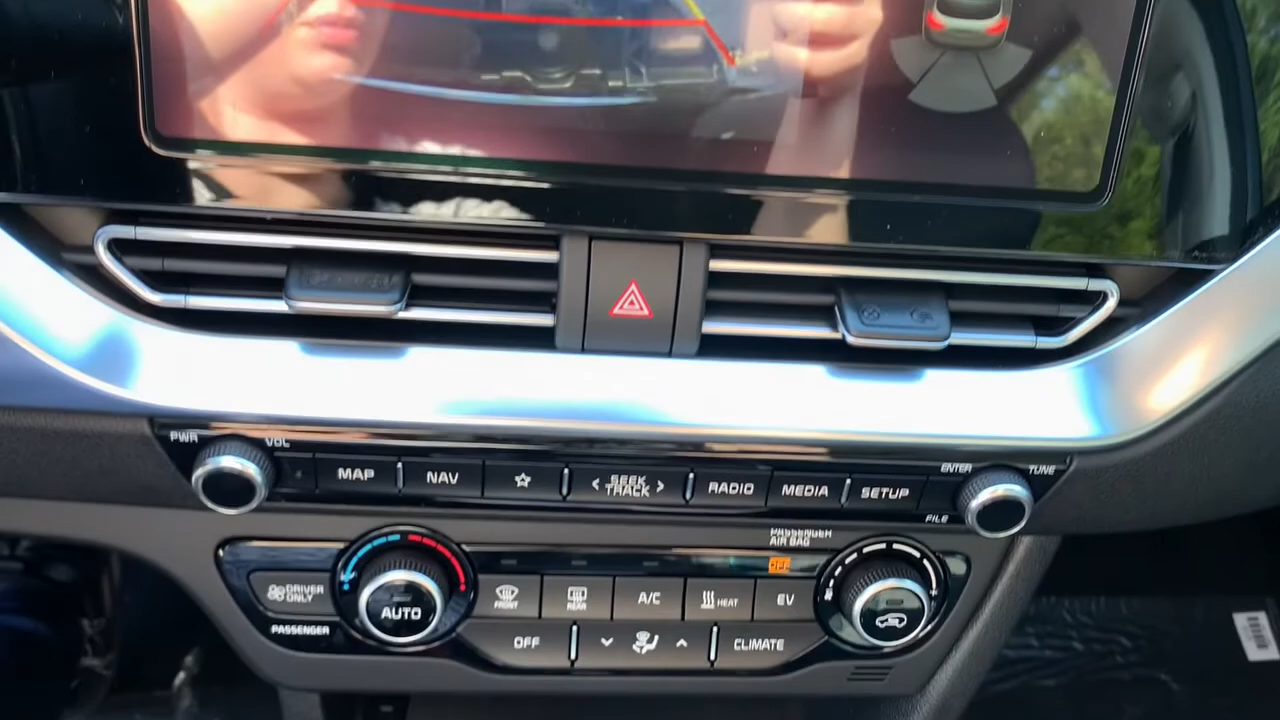 PWR
VOL
MAP
NAV
< SEEK >
TRACK
RADIO
MEDIA
SETUP
ENTER
TUNE
FILE
PASSENGER
AIR BAG
OFF
DRIVER
ONLY
PASSENGER
AUTO
FRONT
REAR
A/C
HEAT
EV
OFF
CLIMATE